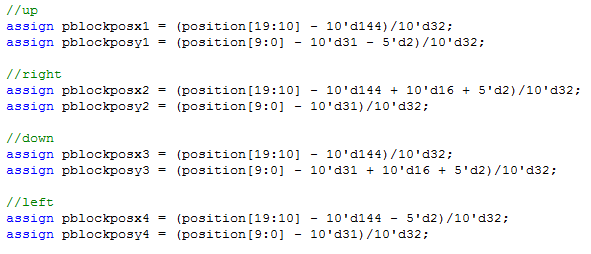 //up
assign pblockposx1 = (position[19:10] - 10'd144)/10'd32;
assign pblockposy1 = (position[9:0] - 10'd31 - 5'd2)/10'd32;
//right
assign pblockposx2 = (position[19:10] - 10'd144 + 10'd16 + 5'd2)/10'd32;
assign pblockposy2 = (position[9:0] - 10'd31)/10'd32;
//down
assign pblockposx3 = (position[19:10] - 10'd144)/10'd32;
assign pblockposy3 = (position[9:0] - 10'd31 + 10'd16 + 5'd2)/10'd32;
//left
assign pblockposx4 = (position[19:10] - 10'd144 - 5'd2)/10'd32;
assign pblockposy4 = (position[9:0] - 10'd31)/10'd32;